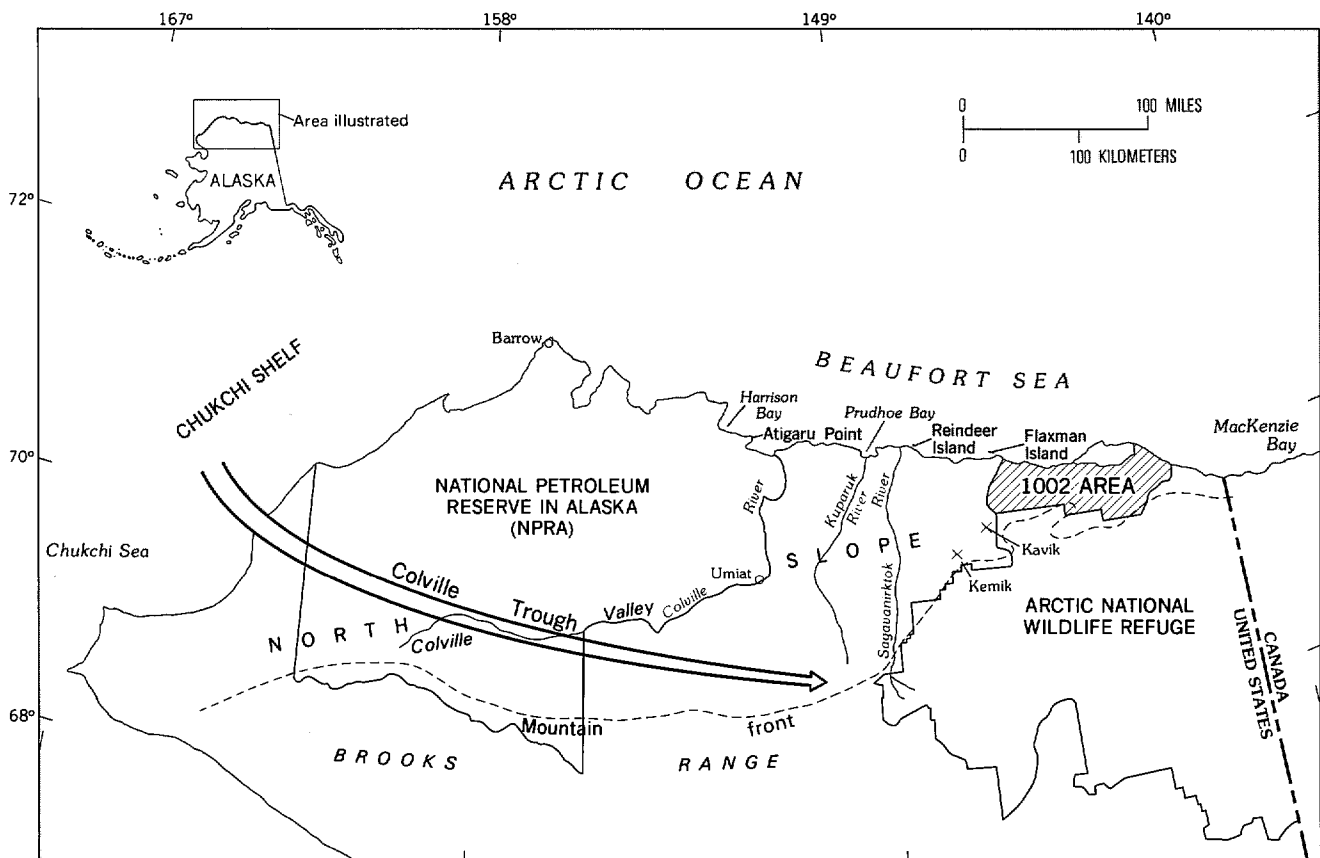 167°
158°
149°
140°
0 100 MILES
0 100 KILOMETERS
Area illustrated
ALASKA
ARCTIC OCEAN
72°
Barrow
BEAUFORT SEA
CHUKCHI SHELF
Harrison
Bay
Prudhoe Bay
Atigaru Point
Reindeer
Island
Flaxman
Island
MacKenzie
Bay
70°
NATIONAL PETROLEUM
RESERVE IN ALASKA
(NPRA)
1002 AREA
River
Kuparuk
River
River
Chukchi Sea
SLOPE
Kavik
Umiat
Kemik
Colville
Trough
Valley
Colville
Sagavanirktok
ARCTIC NATIONAL
WILDLIFE REFUGE
NORTH
Colville
CANADA
UNITED STATES
68°
Mountain
front
BROOKS
RANGE